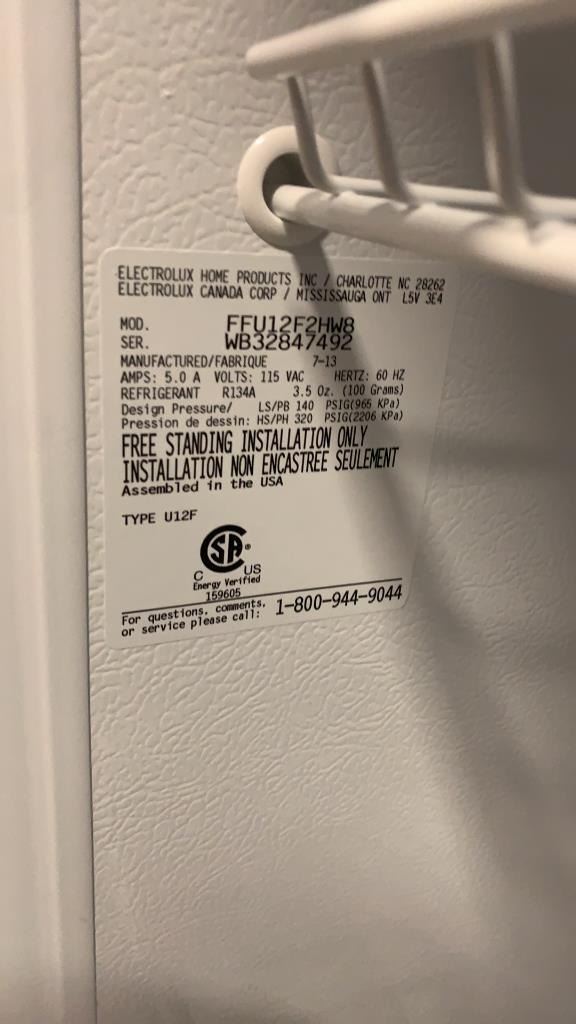 ELECTROLUX HOME PRODUCTS INC / CHARLOTTE NC 28262
ELECTROLUX CANADA CORP / MISSISSAUGA ONT L5V 3E4
MOD. FFU12F2HW8
SER. WB32847492
MANUFACTURED/FABRIQUE 7-13
AMPS: 5.0 A VOLTS: 115 VAC HERTZ: 60 HZ
REFRIGERANT R134A 3.5 Oz. (100 Grams)
Design Pressure/ LS/PB 140 PSIG(965 KPa)
Pression de dessin: HS/PH 320 PSIG(2206 KPa)
FREE STANDING INSTALLATION ONLY
INSTALLATION NON ENCASTREE SEULEMENT
Assembled in the USA
TYPE U12F
SA®
C US
Energy Verified
159605
For questions, comments,
or service please call: 1-800-944-9044